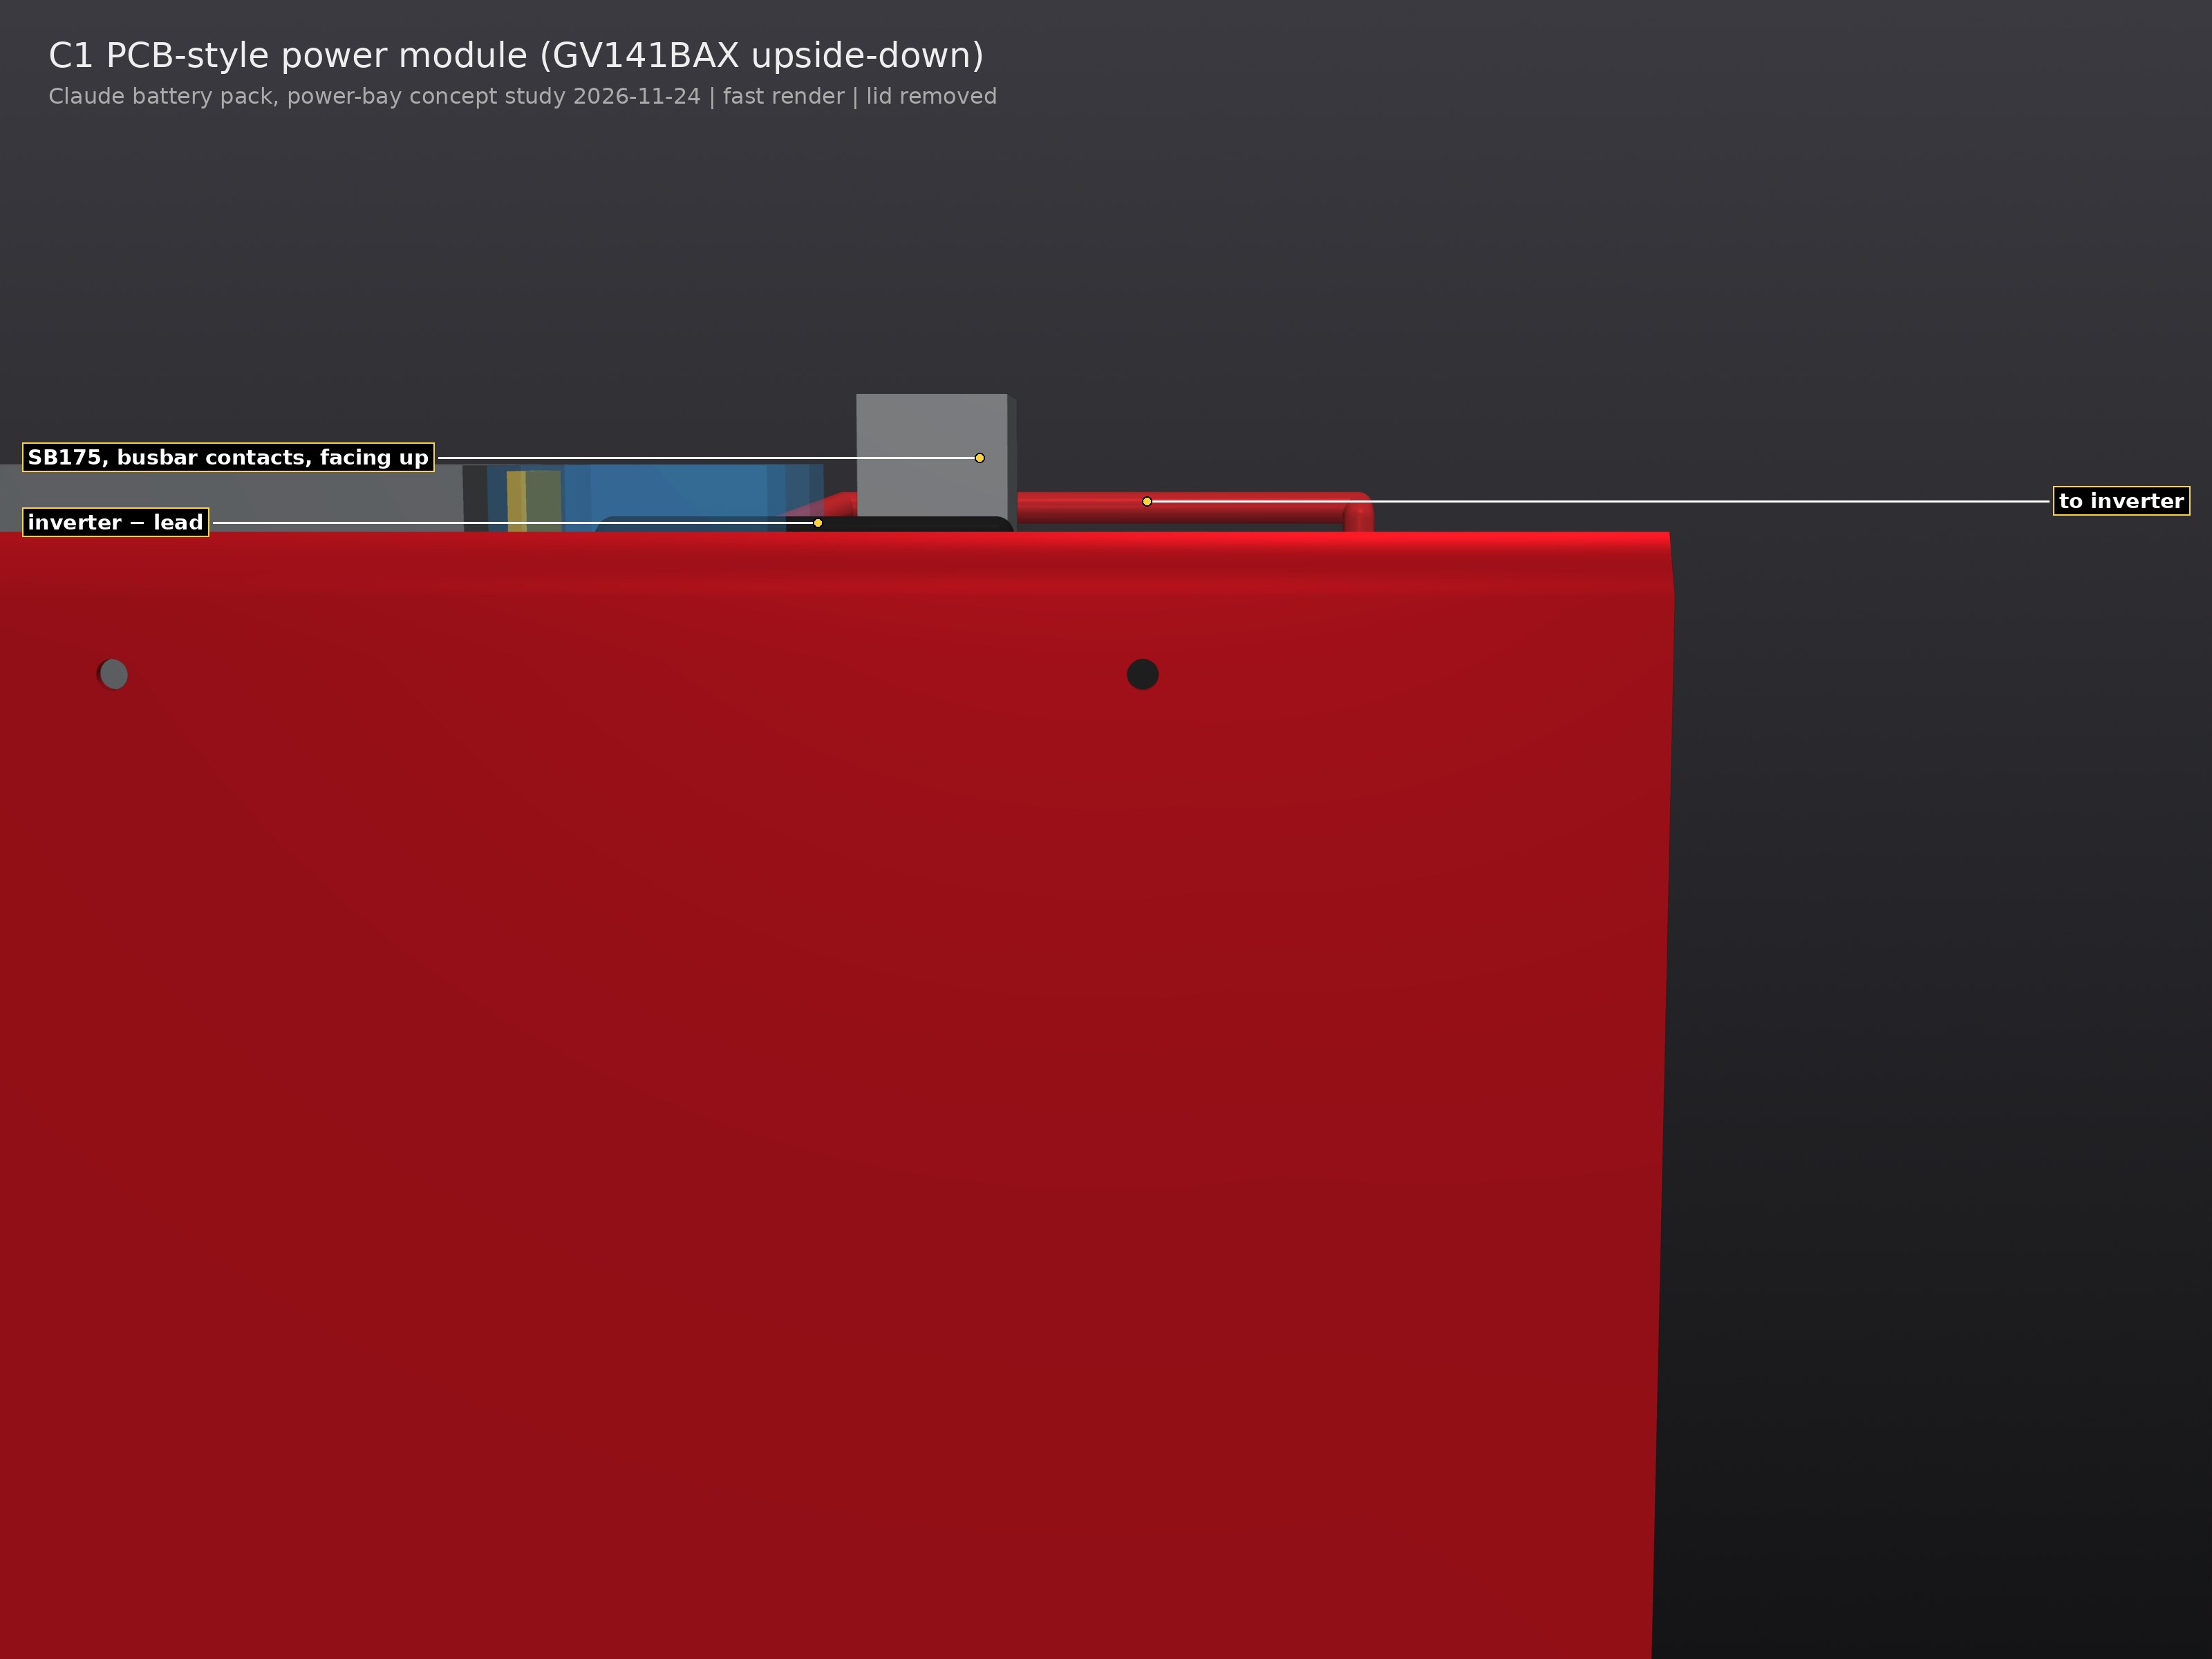 C1 PCB-style power module (GV141BAX upside-down)
Claude battery pack, power-bay concept study 2026-11-24 | fast render | lid removed
SB175, busbar contacts, facing up
to inverter
inverter − lead